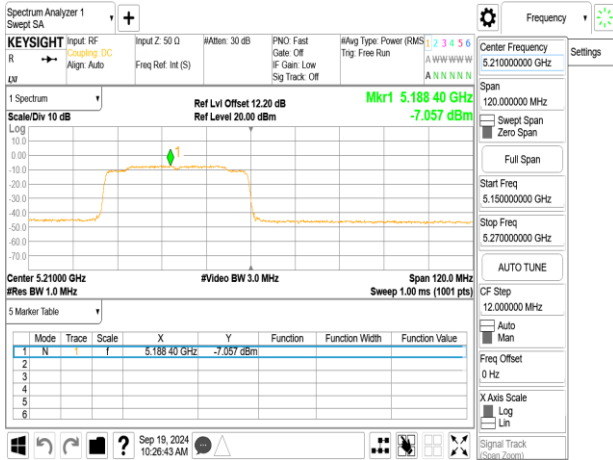 Spectrum Analyzer 1
Swept SA
+
Frequency
KEYSIGHT
R
LXI
Input: RF
Coupling: DC
Align: Auto
Input Z: 50 Ω
Freq Ref: Int (S)
#Atten: 30 dB
PNO: Fast
Gate: Off
IF Gain: Low
Sig Track: Off
#Avg Type: Power (RMS
Trig: Free Run
1 2 3 4 5 6
A W W W W W
A N N N N N
Settings
1 Spectrum
Scale/Div 10 dB
Ref Lvl Offset 12.20 dB
Ref Level 20.00 dBm
Mkr1 5.188 40 GHz
-7.057 dBm
Log
10.0
0.00
-10.0
-20.0
-30.0
-40.0
-50.0
-60.0
-70.0
1
Center 5.21000 GHz
#Video BW 3.0 MHz
Span 120.0 MHz
#Res BW 1.0 MHz
Sweep 1.00 ms (1001 pts)
5 Marker Table
Mode Trace Scale X Y Function Function Width Function Value
1 N 1 f 5.188 40 GHz -7.057 dBm
2
3
4
5
6
Center Frequency
5.210000000 GHz
Span
120.000000 MHz
Swept Span
Zero Span
Full Span
Start Freq
5.150000000 GHz
Stop Freq
5.270000000 GHz
AUTO TUNE
CF Step
12.000000 MHz
Auto
Man
Freq Offset
0 Hz
X Axis Scale
Log
Lin
Signal Track
(Span Zoom)
?
Sep 19, 2024
10:26:43 AM